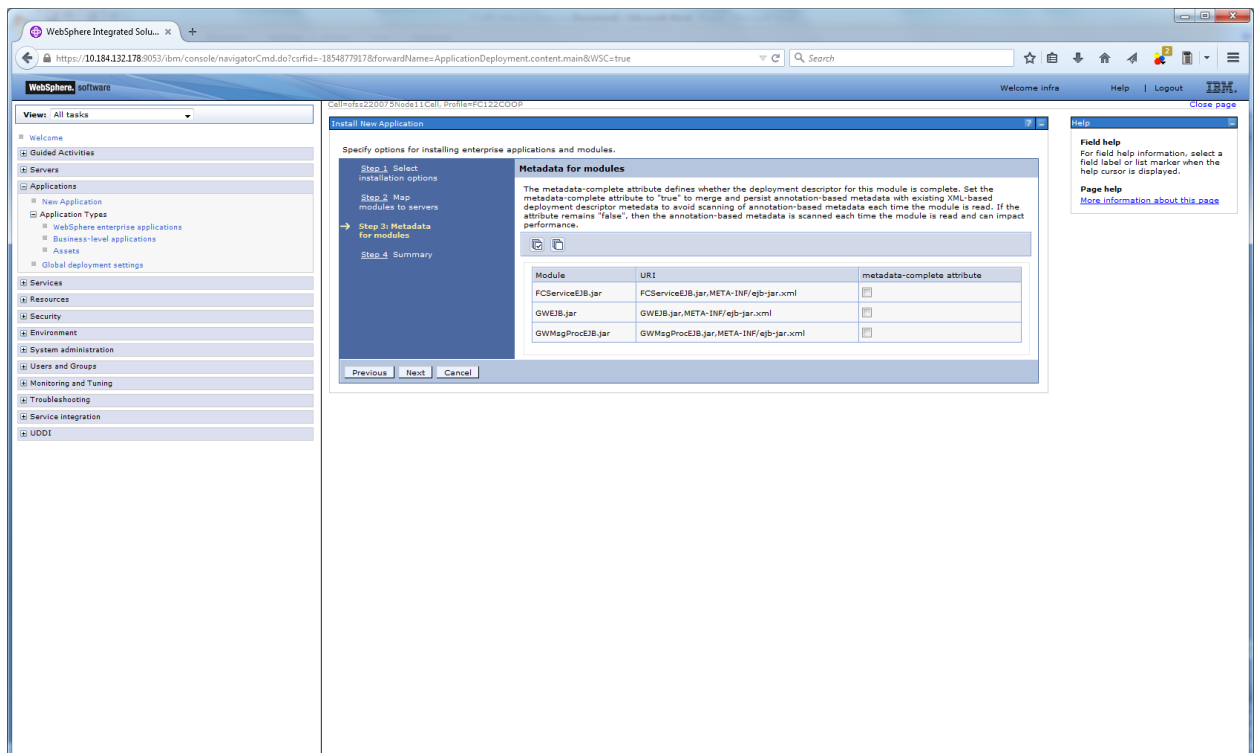 WebSphere Integrated Solu...
https://10.184.132.178:9053/ibm/console/navigatorCmd.do?csrfid=-1854877917&forwardName=ApplicationDeployment.content.main&WSC=true
Search
2
WebSphere. software
Welcome infra
Help | Logout
IBM.
View: All tasks
Welcome
Guided Activities
Servers
Applications
New Application
Application Types
WebSphere enterprise applications
Business-level applications
Assets
Global deployment settings
Services
Resources
Security
Environment
System administration
Users and Groups
Monitoring and Tuning
Troubleshooting
Service integration
UDDI
Cell=ofss220075Node11Cell, Profile=FC122COOP
Close page
Install New Application
Specify options for installing enterprise applications and modules.
Step 1 Select
installation options
Step 2 Map
modules to servers
Step 3: Metadata
for modules
Step 4 Summary
Metadata for modules
The metadata-complete attribute defines whether the deployment descriptor for this module is complete. Set the
metadata-complete attribute to "true" to merge and persist annotation-based metadata with existing XML-based
deployment descriptor metedata to avoid scanning of annotation-based metadata each time the module is read. If the
attribute remains "false", then the annotation-based metadata is scanned each time the module is read and can impact
performance.
Module URI metadata-complete attribute
FCServiceEJB.jar FCServiceEJB.jar,META-INF/ejb-jar.xml
GWEJB.jar GWEJB.jar,META-INF/ejb-jar.xml
GWMsgProcEJB.jar GWMsgProcEJB.jar,META-INF/ejb-jar.xml
Previous Next Cancel
Help
Field help
For field help information, select a
field label or list marker when the
help cursor is displayed.
Page help
More information about this page